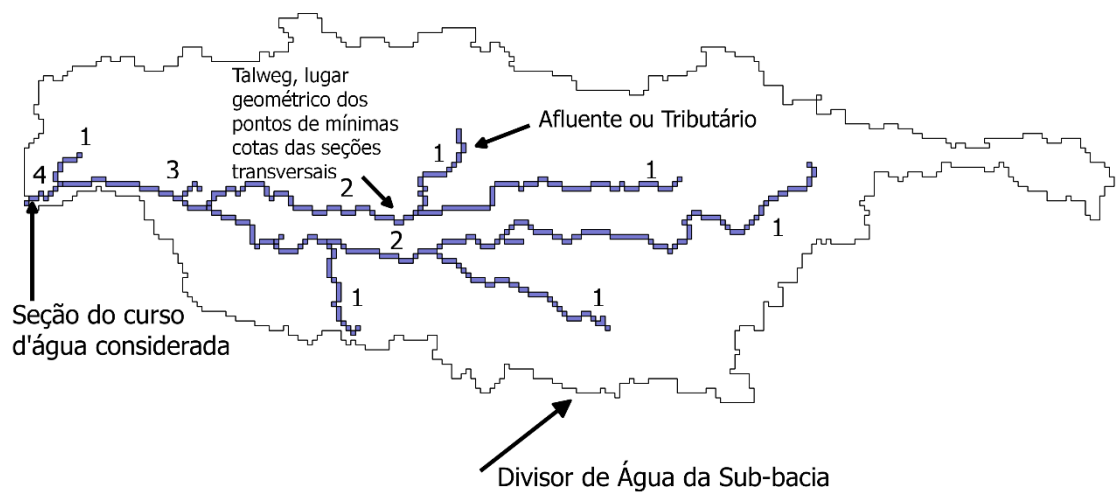 Talweg, lugar
geométrico dos
pontos de mínimas
cotas das seções
transversais
Afluente ou Tributário
1
1
4
3
2
1
1
2
1
1
1
Seção do curso
d'água considerada
Divisor de Água da Sub-bacia